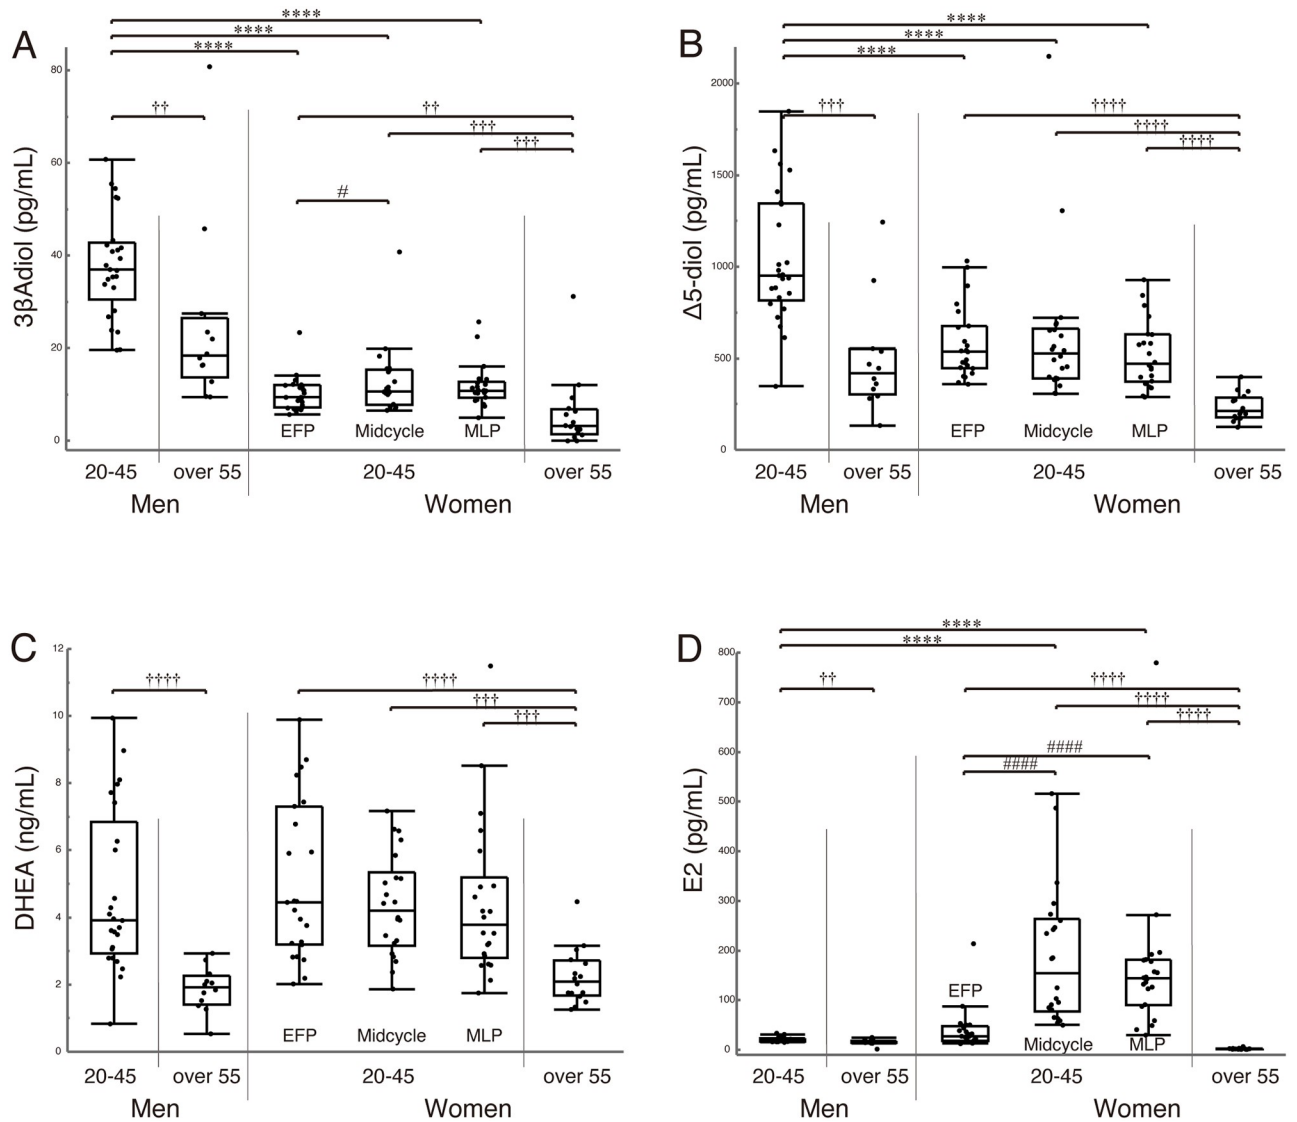 A
****
****
****
††
††
†††
†††
#
80
60
40
20
0
3βAdiol (pg/mL)
EFP Midcycle MLP
20-45 over 55 20-45 over 55
Men Women
B
****
****
****
†††
††††
††††
††††
2000
1500
1000
500
0
Δ5-diol (pg/mL)
EFP Midcycle MLP
20-45 over 55 20-45 over 55
Men Women
C
††††
††††
†††
†††
12
10
8
6
4
2
0
DHEA (ng/mL)
EFP Midcycle MLP
20-45 over 55 20-45 over 55
Men Women
D
****
****
††
††††
††††
††††
####
####
800
700
600
500
400
300
200
100
0
E2 (pg/mL)
EFP
Midcycle MLP
20-45 over 55 20-45 over 55
Men Women